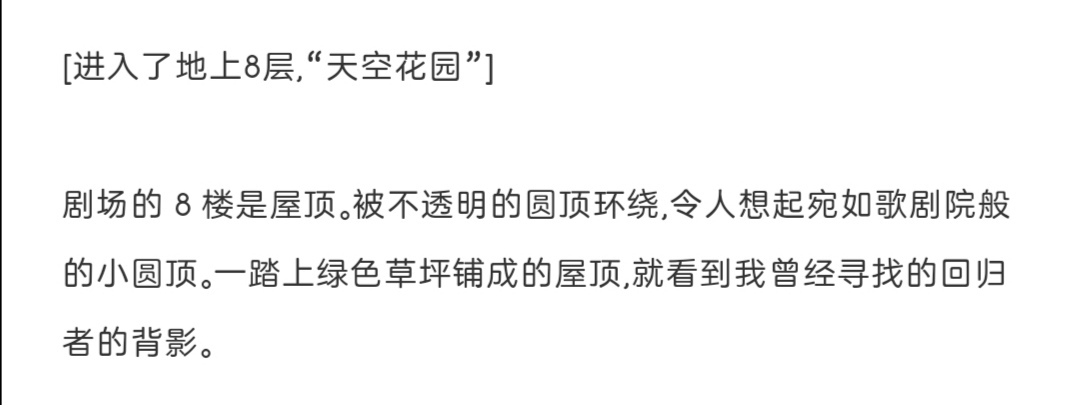 [进入了地上8层,“天空花园”]
剧场的 8 楼是屋顶。被不透明的圆顶环绕,令人想起宛如歌剧院般
的小圆顶。一踏上绿色草坪铺成的屋顶,就看到我曾经寻找的回归
者的背影。